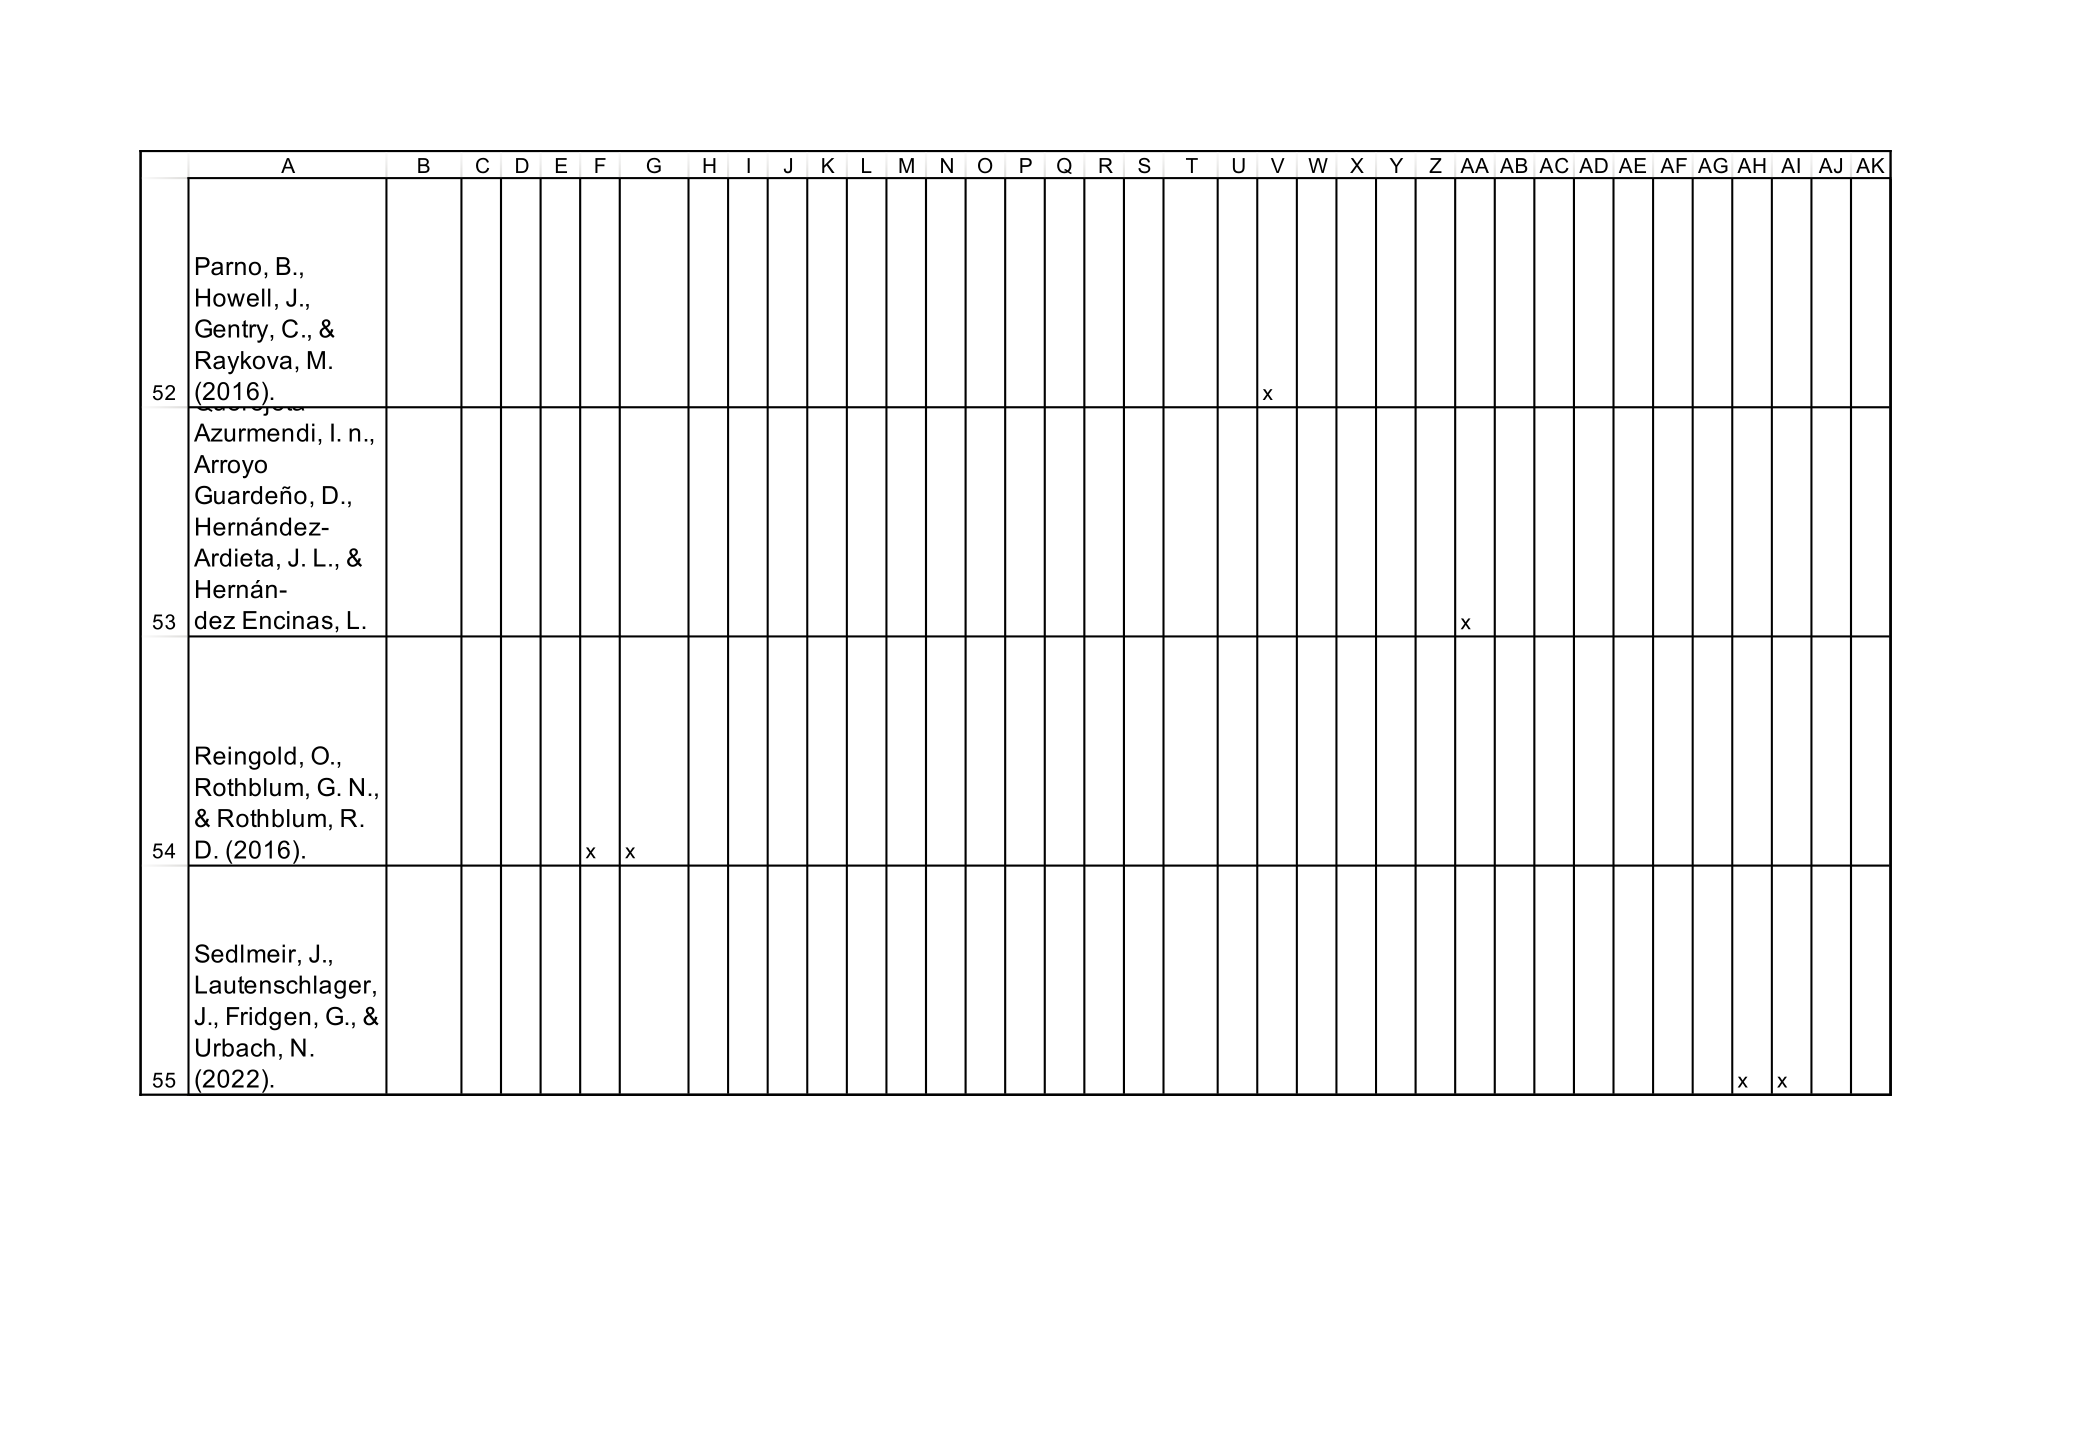 A B C D E F G H I J K L M N O P Q R S T U V W X Y Z AA AB AC AD AE AF AG AH AI AJ AK
Parno, B.,
Howell, J.,
Gentry, C., &
Raykova, M.
52 (2016). x
Azurmendi, I. n.,
Arroyo
Guardeño, D.,
Hernández-
Ardieta, J. L., &
Hernán-
53 dez Encinas, L. x
Reingold, O.,
Rothblum, G. N.,
& Rothblum, R.
54 D. (2016). x x
Sedlmeir, J.,
Lautenschlager,
J., Fridgen, G., &
Urbach, N.
55 (2022). x x